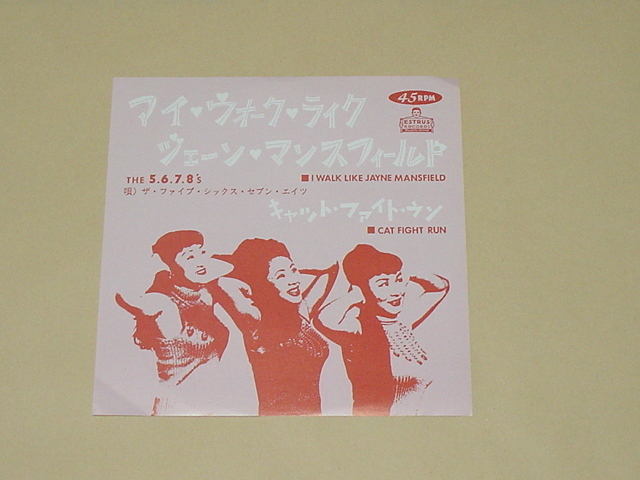 アイ♥ウォーク♥ライク
45RPM
ESTRUS
RECORDS
ジェーン♥マンスフィールド
THE 5.6.7.8's
■ I WALK LIKE JAYNE MANSFIELD
唄) ザ・ファイブ・シックス・セブン・エイツ
キャット・ファイト・ウン
■ CAT FIGHT RUN